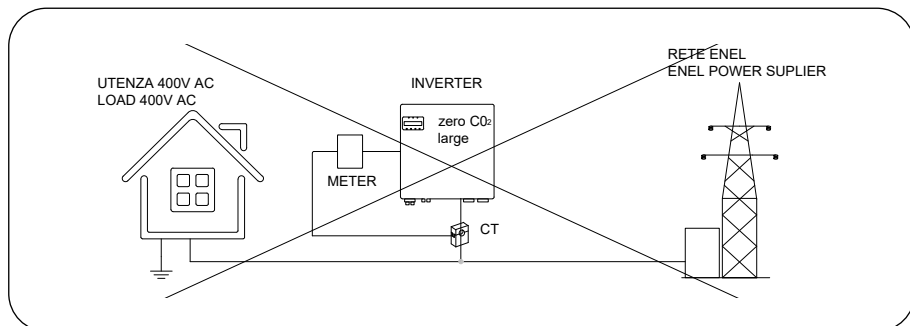 UTENZA 400V AC
LOAD 400V AC
INVERTER
RETE ENEL
ENEL POWER SUPLIER
zero C0₂
large
METER
CT